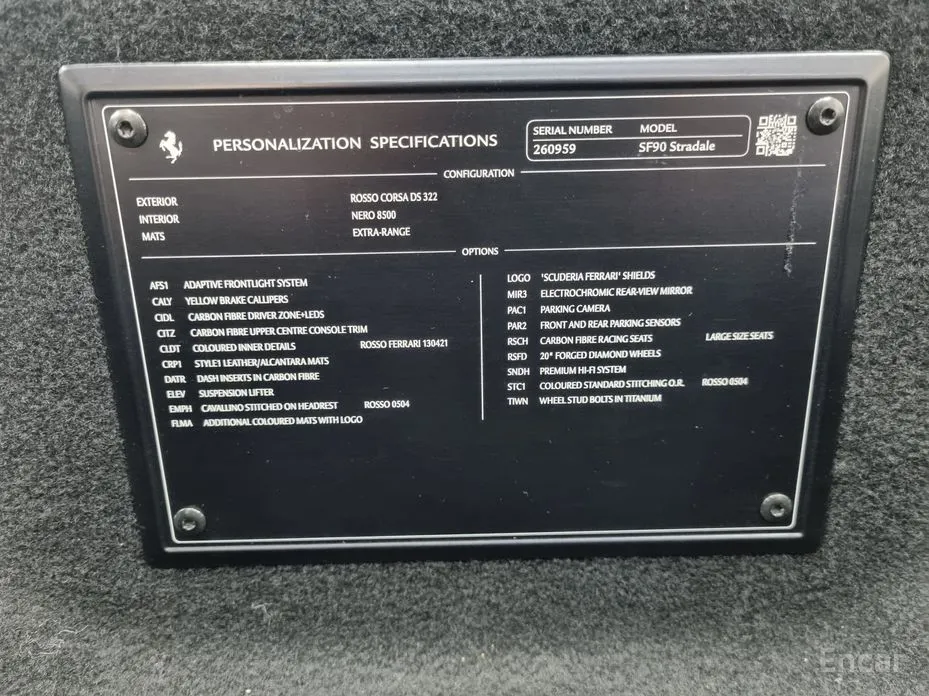 PERSONALIZATION SPECIFICATIONS
SERIAL NUMBER MODEL
260959 SF90 Stradale
CONFIGURATION
EXTERIOR ROSSO CORSA DS 322
INTERIOR NERO 8500
MATS EXTRA-RANGE
OPTIONS
AFS1 ADAPTIVE FRONTLIGHT SYSTEM
CALY YELLOW BRAKE CALLIPERS
CIDL CARBON FIBRE DRIVER ZONE+LEDS
CITZ CARBON FIBRE UPPER CENTRE CONSOLE TRIM
CLDT COLOURED INNER DETAILS ROSSO FERRARI 130421
CRP1 STYLE1 LEATHER/ALCANTARA MATS
DATR DASH INSERTS IN CARBON FIBRE
ELEV SUSPENSION LIFTER
EMPH CAVALLINO STITCHED ON HEADREST ROSSO 0504
FLMA ADDITIONAL COLOURED MATS WITH LOGO
LOGO 'SCUDERIA FERRARI' SHIELDS
MIR3 ELECTROCHROMIC REAR-VIEW MIRROR
PAC1 PARKING CAMERA
PAR2 FRONT AND REAR PARKING SENSORS
RSCH CARBON FIBRE RACING SEATS LARGE SIZE SEATS
RSFD 20" FORGED DIAMOND WHEELS
SNDH PREMIUM HI-FI SYSTEM
STC1 COLOURED STANDARD STITCHING O.R. ROSSO 0504
TIWN WHEEL STUD BOLTS IN TITANIUM
Encar